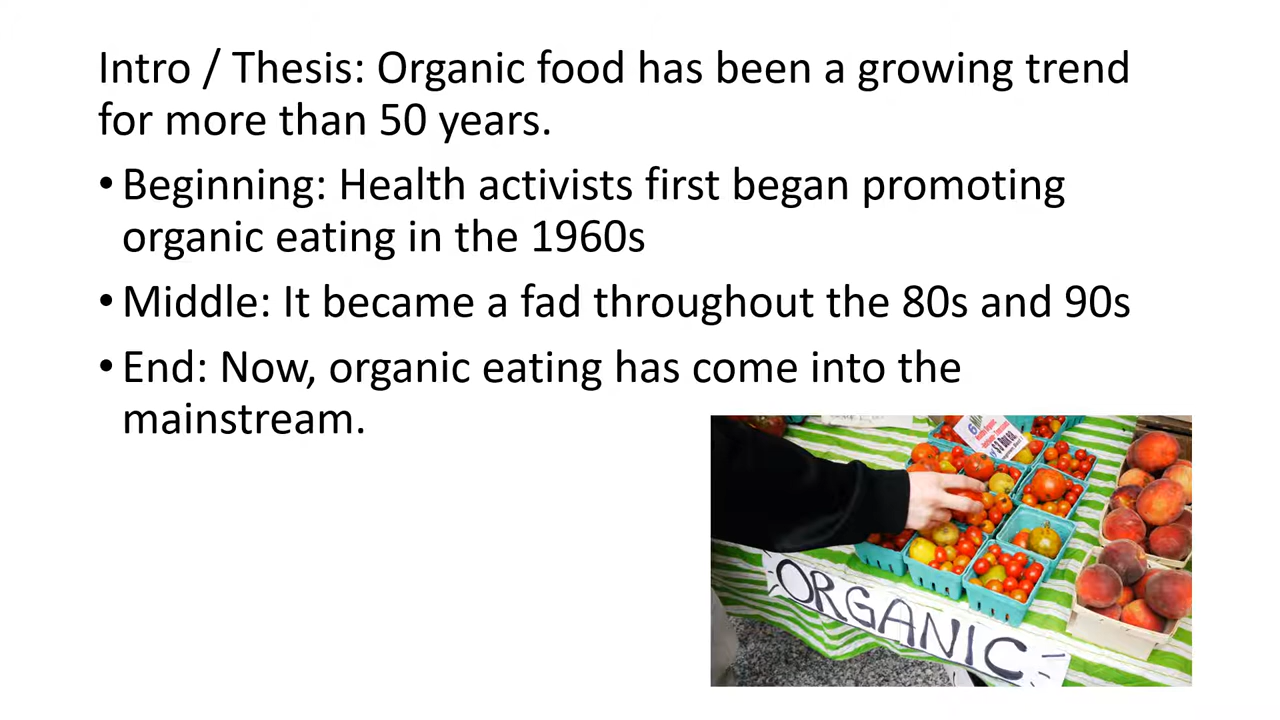 Intro / Thesis: Organic food has been a growing trend
for more than 50 years.
•Beginning: Health activists first began promoting
organic eating in the 1960s
•Middle: It became a fad throughout the 80s and 90s
•End: Now, organic eating has come into the
mainstream.
ORGANIC